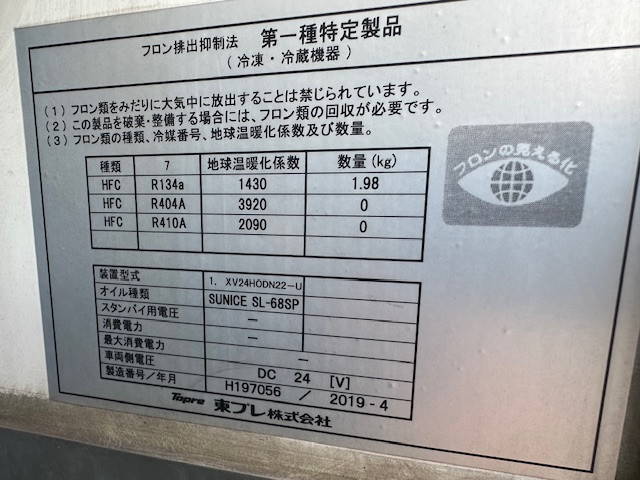 フロン排出抑制法 第一種特定製品
(冷凍・冷蔵機器)
(1) フロン類をみだりに大気中に放出することは禁じられています。
(2) この製品を破棄・整備する場合には、フロン類の回収が必要です。
(3) フロン類の種類、冷媒番号、地球温暖化係数及び数量。
フロンの見える化
種類 7 地球温暖化係数 数量(kg)
HFC R134a 1430 1.98
HFC R404A 3920 0
HFC R410A 2090 0
装置型式 1. XV24HODN22-U
オイル種類 SUNICE SL-68SP
スタンバイ用電圧 －
消費電力 －
最大消費電力 －
車両側電圧 DC 24 [V]
製造番号／年月 H197056 ／ 2019-4
Topre 東プレ株式会社